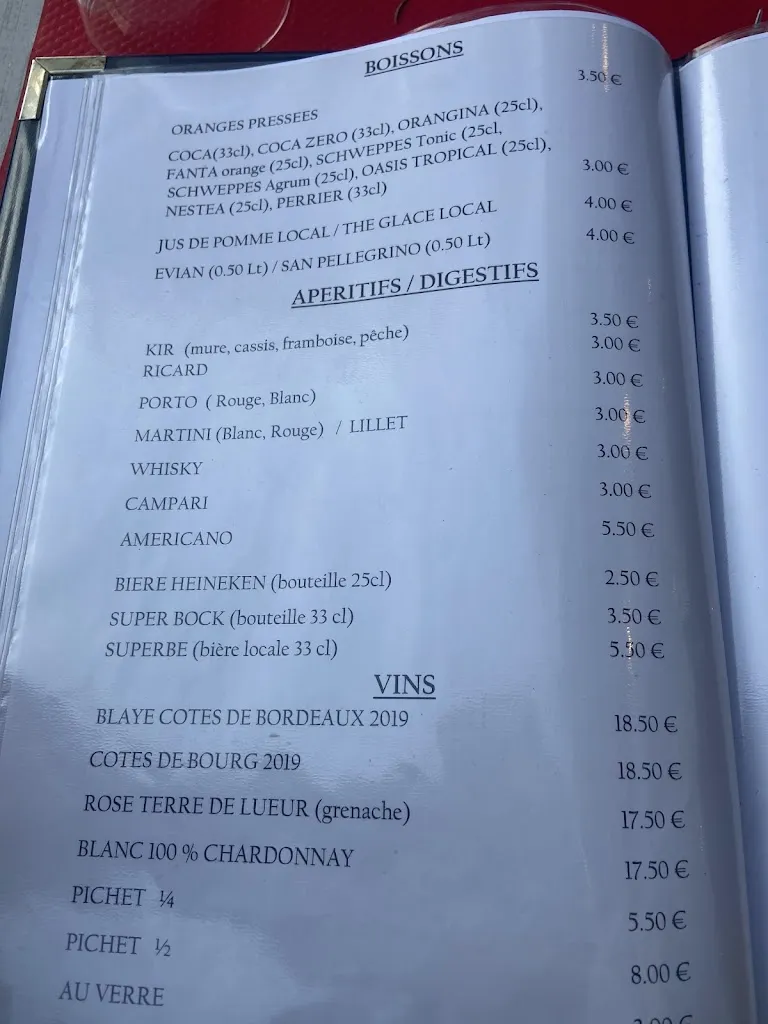 BOISSONS
ORANGES PRESSEES 3.50 €
COCA(33cl), COCA ZERO (33cl), ORANGINA (25cl),
FANTA orange (25cl), SCHWEPPES Tonic (25cl,
SCHWEPPES Agrum (25cl), OASIS TROPICAL (25cl),
NESTEA (25cl), PERRIER (33cl) 3.00 €
JUS DE POMME LOCAL / THE GLACE LOCAL 4.00 €
EVIAN (0.50 Lt) / SAN PELLEGRINO (0.50 Lt) 4.00 €
APERITIFS / DIGESTIFS
KIR (mure, cassis, framboise, pêche) 3.50 €
RICARD 3.00 €
PORTO ( Rouge, Blanc) 3.00 €
MARTINI (Blanc, Rouge) / LILLET 3.00 €
WHISKY 3.00 €
CAMPARI 3.00 €
AMERICANO 5.50 €
BIERE HEINEKEN (bouteille 25cl) 2.50 €
SUPER BOCK (bouteille 33 cl) 3.50 €
SUPERBE (bière locale 33 cl) 5.50 €
VINS
BLAYE COTES DE BORDEAUX 2019 18.50 €
COTES DE BOURG 2019 18.50 €
ROSE TERRE DE LUEUR (grenache) 17.50 €
BLANC 100 % CHARDONNAY 17.50 €
PICHET ¼ 5.50 €
PICHET ½ 8.00 €
AU VERRE